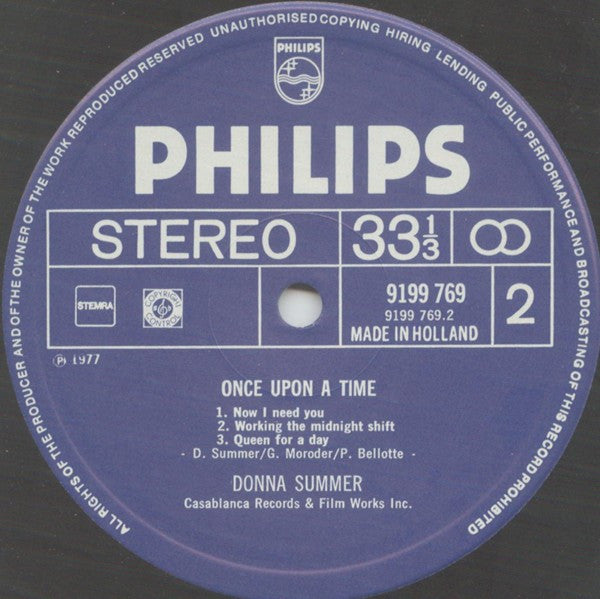 ALL RIGHTS OF THE PRODUCER AND OF THE OWNER OF THE WORK REPRODUCED RESERVED UNAUTHORISED COPYING HIRING LENDING PUBLIC PERFORMANCE AND BROADCASTING OF THIS RECORD PROHIBITED
PHILIPS
PHILIPS
STEREO 33⅓
STEMRA
COPYRIGHT
CONTROL
9199 769
9199 769.2
MADE IN HOLLAND
2
℗ 1977
ONCE UPON A TIME
1. Now I need you
2. Working the midnight shift
3. Queen for a day
- D. Summer/G. Moroder/P. Bellotte -
DONNA SUMMER
Casablanca Records & Film Works Inc.